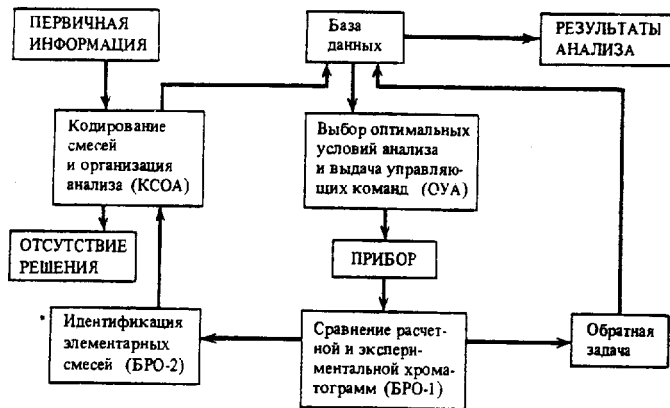 ПЕРВИЧНАЯ
ИНФОРМАЦИЯ
База
данных
РЕЗУЛЬТАТЫ
АНАЛИЗА
Кодирование
смесей
и организация
анализа (КСОА)
Выбор оптимальных
условий анализа
и выдача управляю-
щих команд (ОУА)
ОТСУТСТВИЕ
РЕШЕНИЯ
ПРИБОР
Идентификация
элементарных
смесей (БРО-2)
Сравнение расчет-
ной и экспери-
ментальной хрома-
тограмм (БРО-1)
Обратная
задача